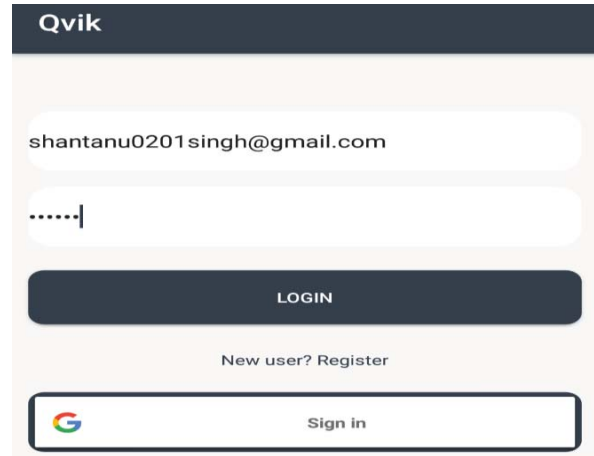 Qvik
shantanu0201singh@gmail.com
••••••
LOGIN
New user? Register
Sign in